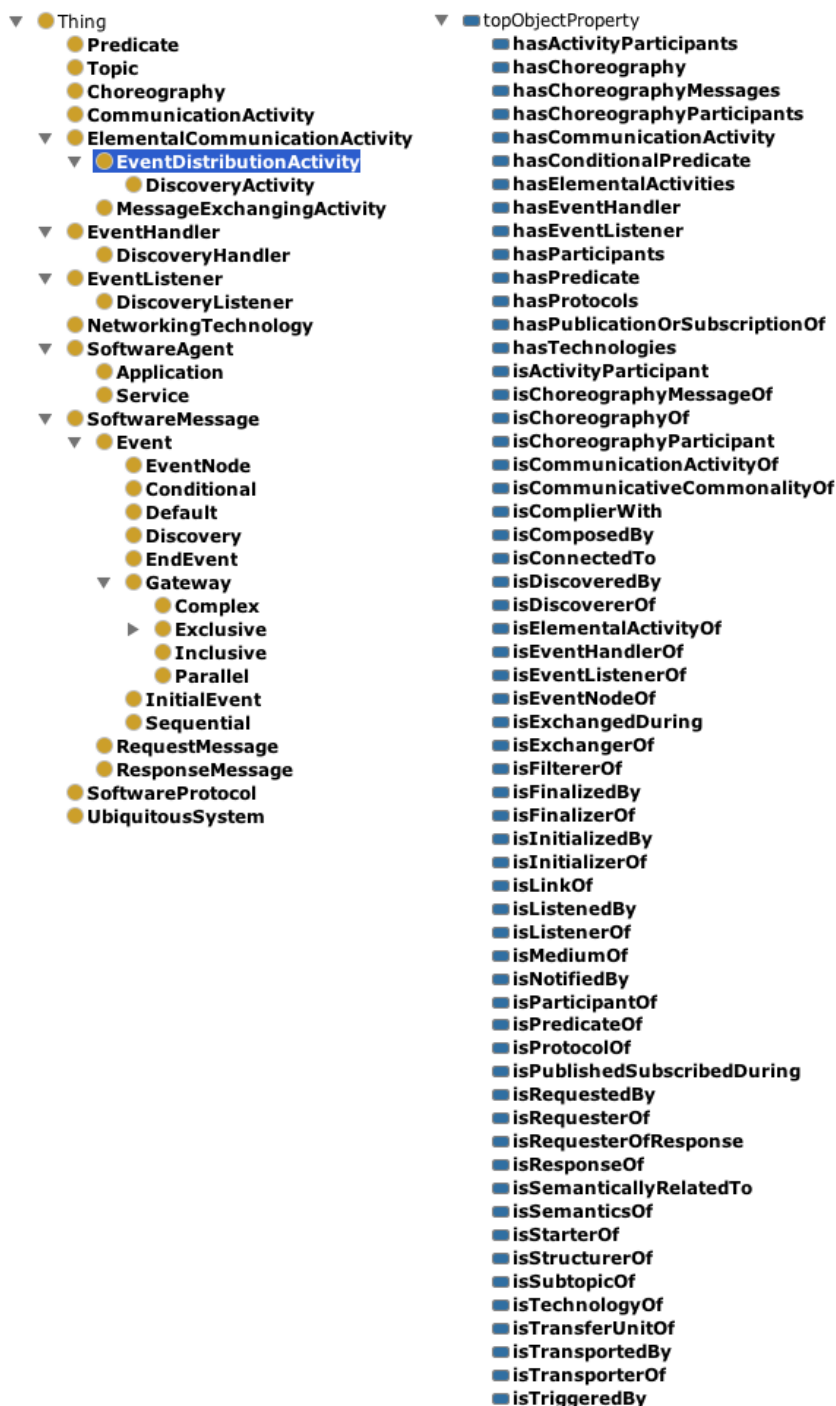 Thing
Predicate
Topic
Choreography
CommunicationActivity
ElementalCommunicationActivity
EventDistributionActivity
DiscoveryActivity
MessageExchangingActivity
EventHandler
DiscoveryHandler
EventListener
DiscoveryListener
NetworkingTechnology
SoftwareAgent
Application
Service
SoftwareMessage
Event
EventNode
Conditional
Default
Discovery
EndEvent
Gateway
Complex
Exclusive
Inclusive
Parallel
InitialEvent
Sequential
RequestMessage
ResponseMessage
SoftwareProtocol
UbiquitousSystem
topObjectProperty
hasActivityParticipants
hasChoreography
hasChoreographyMessages
hasChoreographyParticipants
hasCommunicationActivity
hasConditionalPredicate
hasElementalActivities
hasEventHandler
hasEventListener
hasParticipants
hasPredicate
hasProtocols
hasPublicationOrSubscriptionOf
hasTechnologies
isActivityParticipant
isChoreographyMessageOf
isChoreographyOf
isChoreographyParticipant
isCommunicationActivityOf
isCommunicativeCommonalityOf
isComplierWith
isComposedBy
isConnectedTo
isDiscoveredBy
isDiscovererOf
isElementalActivityOf
isEventHandlerOf
isEventListenerOf
isEventNodeOf
isExchangedDuring
isExchangerOf
isFiltererOf
isFinalizedBy
isFinalizerOf
isInitializedBy
isInitializerOf
isLinkOf
isListenedBy
isListenerOf
isMediumOf
isNotifiedBy
isParticipantOf
isPredicateOf
isProtocolOf
isPublishedSubscribedDuring
isRequestedBy
isRequesterOf
isRequesterOfResponse
isResponseOf
isSemanticallyRelatedTo
isSemanticsOf
isStarterOf
isStructurerOf
isSubtopicOf
isTechnologyOf
isTransferUnitOf
isTransportedBy
isTransporterOf
isTriggeredBy